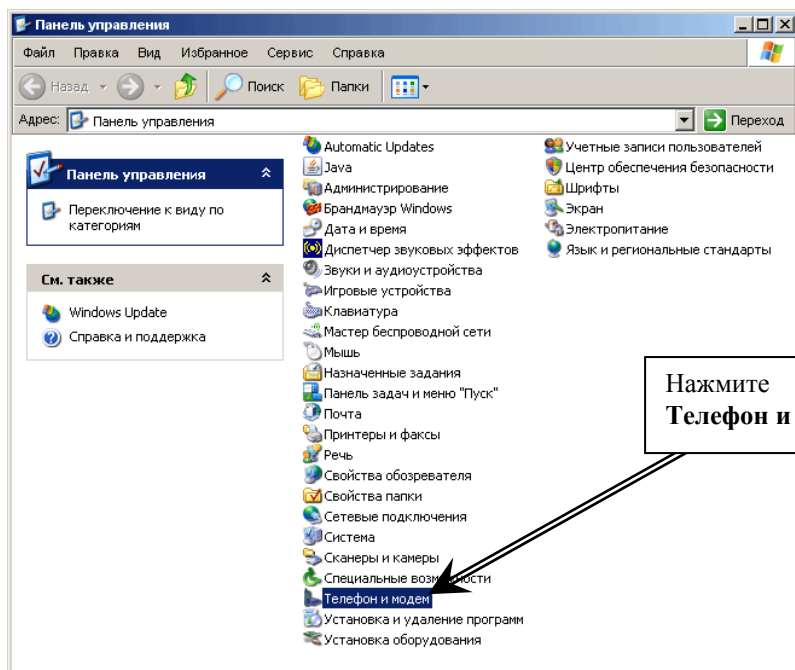 Панель управления
Файл Правка Вид Избранное Сервис Справка
Назад Поиск Папки
Адрес: Панель управления Переход
Панель управления
Переключение к виду по
категориям
См. также
Windows Update
Справка и поддержка
Automatic Updates
Java
Администрирование
Брандмауэр Windows
Дата и время
Диспетчер звуковых эффектов
Звуки и аудиоустройства
Игровые устройства
Клавиатура
Мастер беспроводной сети
Мышь
Назначенные задания
Панель задач и меню "Пуск"
Почта
Принтеры и факсы
Речь
Свойства обозревателя
Свойства папки
Сетевые подключения
Система
Сканеры и камеры
Специальные возможности
Телефон и модем
Установка и удаление программ
Установка оборудования
Учетные записи пользователей
Центр обеспечения безопасности
Шрифты
Экран
Электропитание
Язык и региональные стандарты
Нажмите
Телефон и